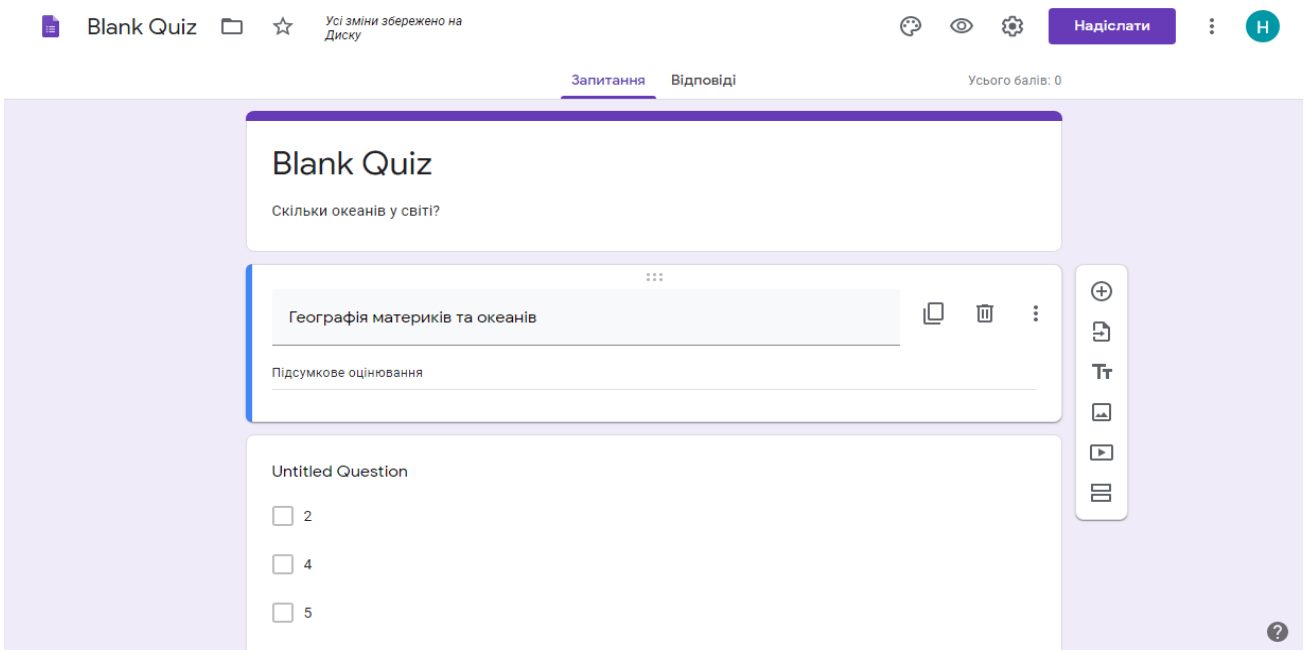 Blank Quiz
Усі зміни збережено на
Диску
Надіслати
Н
Запитання
Відповіді
Усього балів: 0
Blank Quiz
Скільки океанів у світі?
Географія материків та океанів
Підсумкове оцінювання
Tт
Untitled Question
2
4
5
?